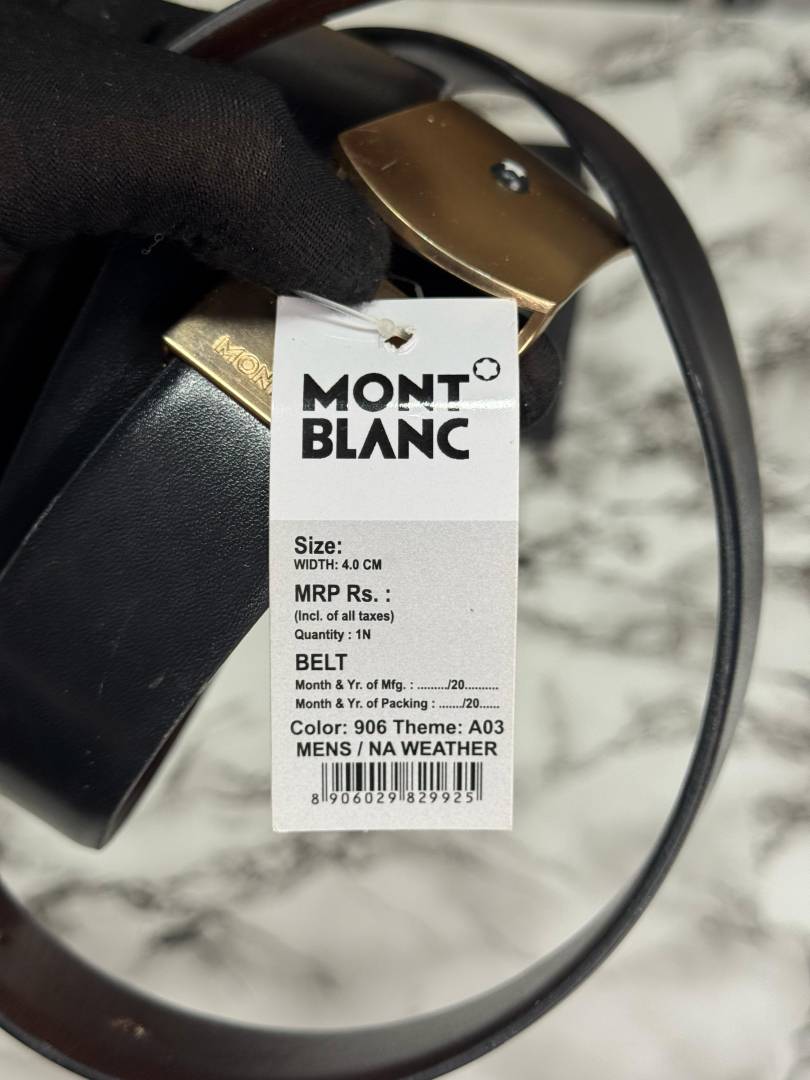 MONT
MONT
BLANC
Size:
WIDTH: 4.0 CM
MRP Rs. :
(Incl. of all taxes)
Quantity : 1N
BELT
Month & Yr. of Mfg. : ........./20..........
Month & Yr. of Packing : ......./20......
Color: 906 Theme: A03
MENS / NA WEATHER
8 906029 829925